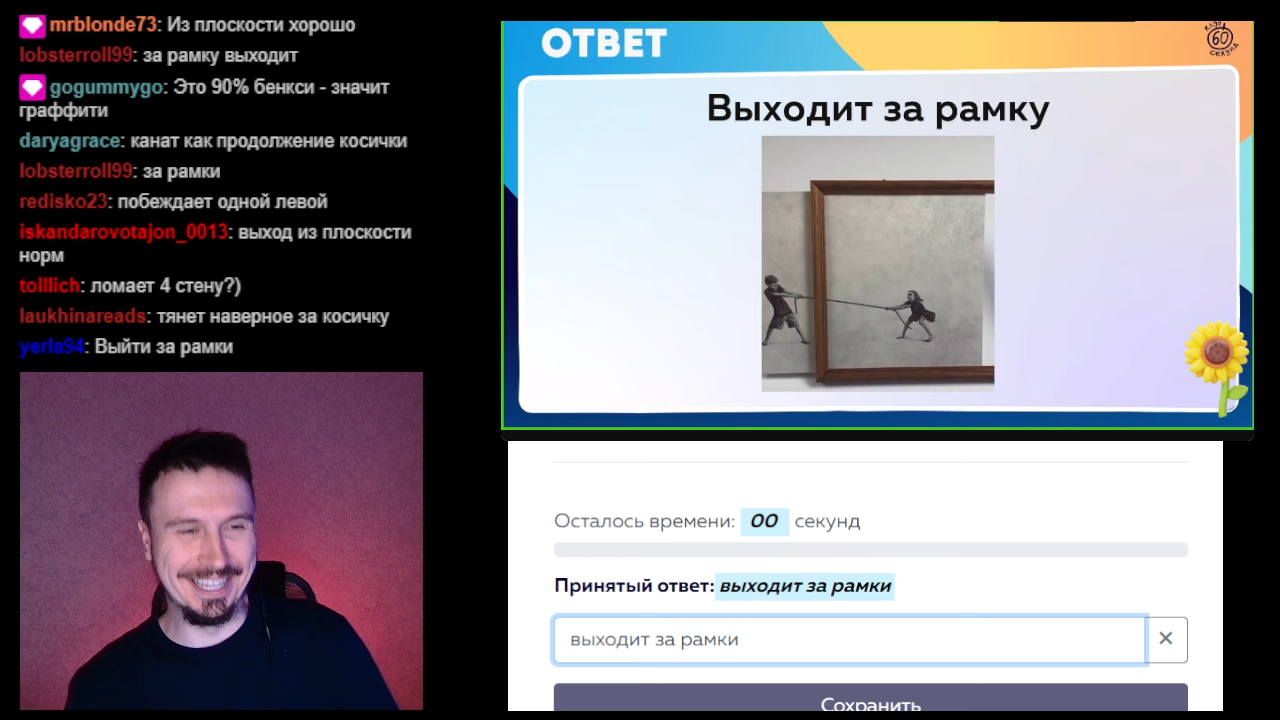 mrblonde73: Из плоскости хорошо
lobsterroll99: за рамку выходит
gogummygo: Это 90% бенкси - значит
граффити
daryagrace: канат как продолжение косички
lobsterroll99: за рамки
redisko23: побеждает одной левой
iskandarovotajon_0013: выход из плоскости
норм
tolllich: ломает 4 стену?)
laukhinareads: тянет наверное за косичку
yerla94: Выйти за рамки
ОТВЕТ
КЛУБ
60
СЕКУНД
Выходит за рамку
Осталось времени: 00 секунд
Принятый ответ: выходит за рамки
выходит за рамки
Сохранить